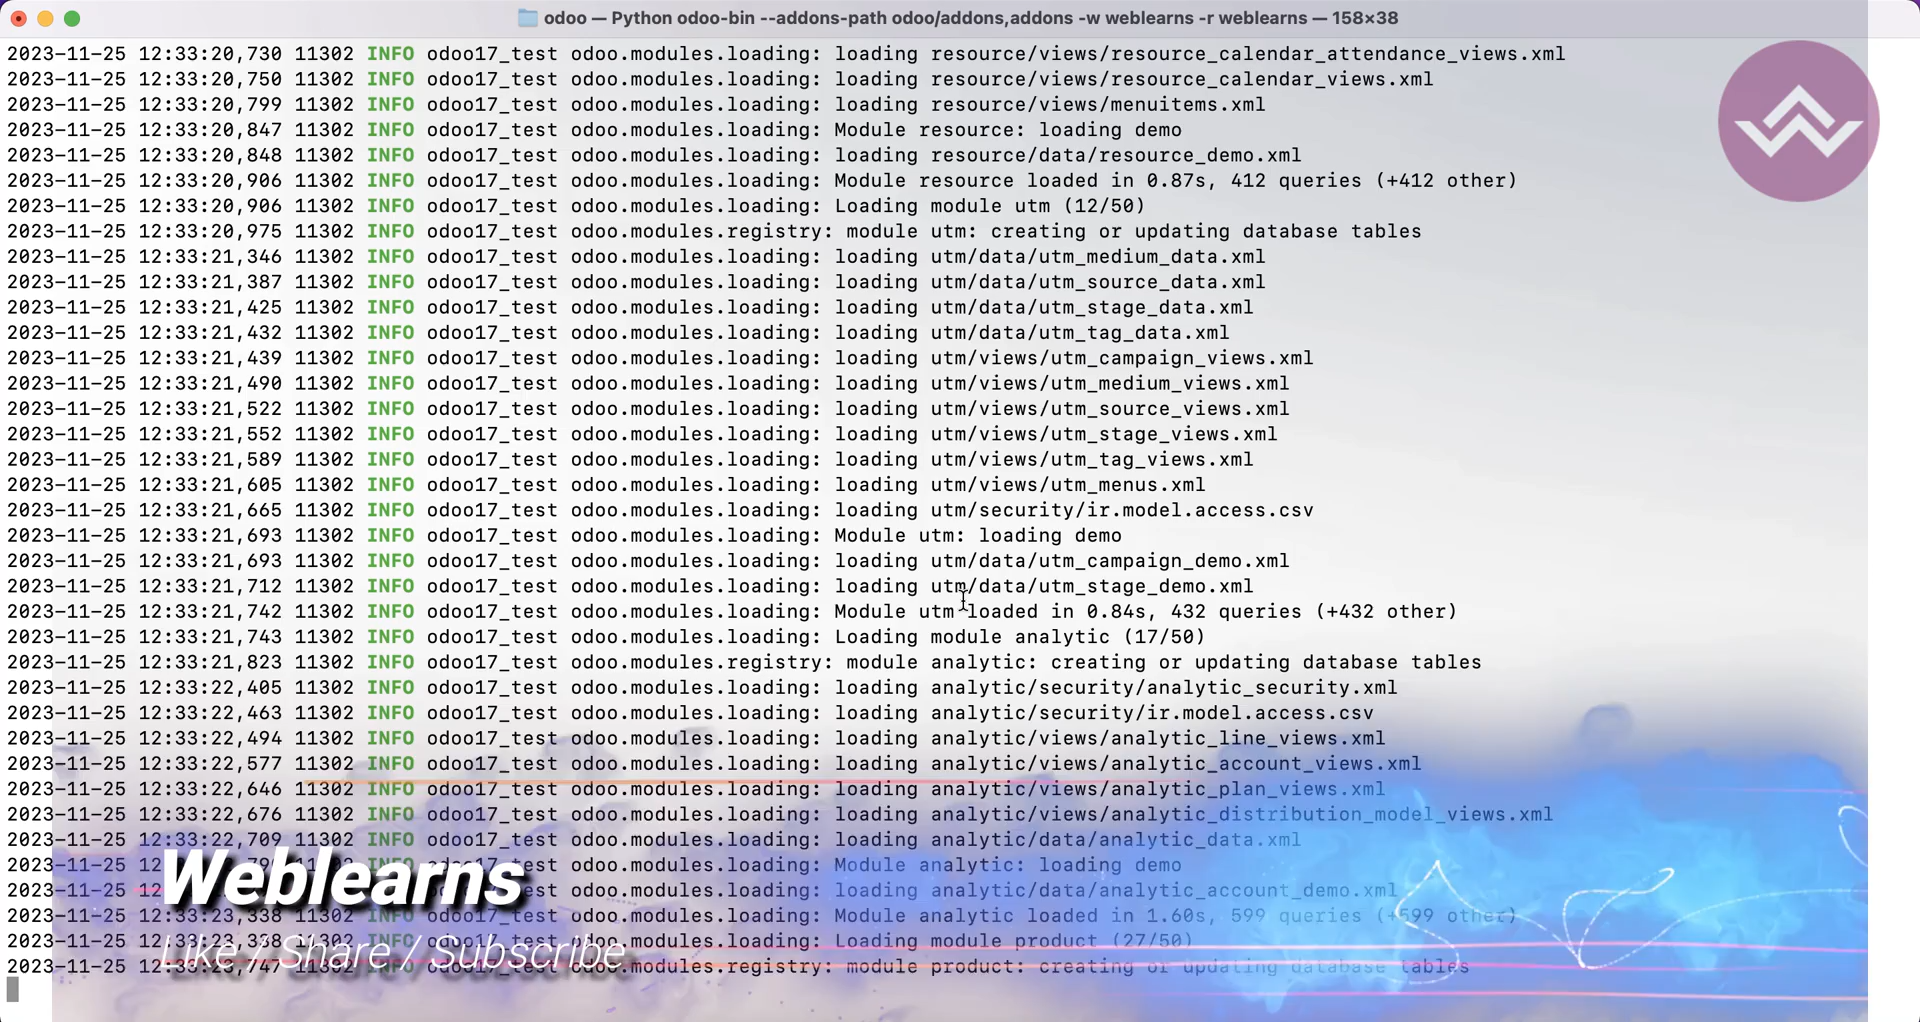 odoo — Python odoo-bin --addons-path odoo/addons,addons -w weblearns -r weblearns — 158×38
2023-11-25 12:33:20,730 11302 INFO odoo17_test odoo.modules.loading: loading resource/views/resource_calendar_attendance_views.xml
2023-11-25 12:33:20,750 11302 INFO odoo17_test odoo.modules.loading: loading resource/views/resource_calendar_views.xml
2023-11-25 12:33:20,799 11302 INFO odoo17_test odoo.modules.loading: loading resource/views/menuitems.xml
2023-11-25 12:33:20,847 11302 INFO odoo17_test odoo.modules.loading: Module resource: loading demo
2023-11-25 12:33:20,848 11302 INFO odoo17_test odoo.modules.loading: loading resource/data/resource_demo.xml
2023-11-25 12:33:20,906 11302 INFO odoo17_test odoo.modules.loading: Module resource loaded in 0.87s, 412 queries (+412 other)
2023-11-25 12:33:20,906 11302 INFO odoo17_test odoo.modules.loading: Loading module utm (12/50)
2023-11-25 12:33:20,975 11302 INFO odoo17_test odoo.modules.registry: module utm: creating or updating database tables
2023-11-25 12:33:21,346 11302 INFO odoo17_test odoo.modules.loading: loading utm/data/utm_medium_data.xml
2023-11-25 12:33:21,387 11302 INFO odoo17_test odoo.modules.loading: loading utm/data/utm_source_data.xml
2023-11-25 12:33:21,425 11302 INFO odoo17_test odoo.modules.loading: loading utm/data/utm_stage_data.xml
2023-11-25 12:33:21,432 11302 INFO odoo17_test odoo.modules.loading: loading utm/data/utm_tag_data.xml
2023-11-25 12:33:21,439 11302 INFO odoo17_test odoo.modules.loading: loading utm/views/utm_campaign_views.xml
2023-11-25 12:33:21,490 11302 INFO odoo17_test odoo.modules.loading: loading utm/views/utm_medium_views.xml
2023-11-25 12:33:21,522 11302 INFO odoo17_test odoo.modules.loading: loading utm/views/utm_source_views.xml
2023-11-25 12:33:21,552 11302 INFO odoo17_test odoo.modules.loading: loading utm/views/utm_stage_views.xml
2023-11-25 12:33:21,589 11302 INFO odoo17_test odoo.modules.loading: loading utm/views/utm_tag_views.xml
2023-11-25 12:33:21,605 11302 INFO odoo17_test odoo.modules.loading: loading utm/views/utm_menus.xml
2023-11-25 12:33:21,665 11302 INFO odoo17_test odoo.modules.loading: loading utm/security/ir.model.access.csv
2023-11-25 12:33:21,693 11302 INFO odoo17_test odoo.modules.loading: Module utm: loading demo
2023-11-25 12:33:21,693 11302 INFO odoo17_test odoo.modules.loading: loading utm/data/utm_campaign_demo.xml
2023-11-25 12:33:21,712 11302 INFO odoo17_test odoo.modules.loading: loading utm/data/utm_stage_demo.xml
2023-11-25 12:33:21,742 11302 INFO odoo17_test odoo.modules.loading: Module utm loaded in 0.84s, 432 queries (+432 other)
2023-11-25 12:33:21,743 11302 INFO odoo17_test odoo.modules.loading: Loading module analytic (17/50)
2023-11-25 12:33:21,823 11302 INFO odoo17_test odoo.modules.registry: module analytic: creating or updating database tables
2023-11-25 12:33:22,405 11302 INFO odoo17_test odoo.modules.loading: loading analytic/security/analytic_security.xml
2023-11-25 12:33:22,463 11302 INFO odoo17_test odoo.modules.loading: loading analytic/security/ir.model.access.csv
2023-11-25 12:33:22,494 11302 INFO odoo17_test odoo.modules.loading: loading analytic/views/analytic_line_views.xml
2023-11-25 12:33:22,577 11302 INFO odoo17_test odoo.modules.loading: loading analytic/views/analytic_account_views.xml
2023-11-25 12:33:22,646 11302 INFO odoo17_test odoo.modules.loading: loading analytic/views/analytic_plan_views.xml
2023-11-25 12:33:22,676 11302 INFO odoo17_test odoo.modules.loading: loading analytic/views/analytic_distribution_model_views.xml
2023-11-25 12:33:22,709 11302 INFO odoo17_test odoo.modules.loading: loading analytic/data/analytic_data.xml
2023-11-25 odoo17_test odoo.modules.loading: Module analytic: loading demo
2023-11-25 odoo17_test odoo.modules.loading: loading analytic/data/analytic_account_demo.xml
2023-11-25 12:33:23,338 11302 INFO odoo17_test odoo.modules.loading: Module analytic loaded in 1.60s, 599 queries (+599 other)
2023-11-25 12:33:23,338 11302 INFO odoo17_test odoo.modules.loading: Loading module product (27/50)
2023-11-25 12:33:23,747 11302 INFO odoo17_test odoo.modules.registry: module product: creating or updating database tables
Weblearns
Like / Share / Subscribe